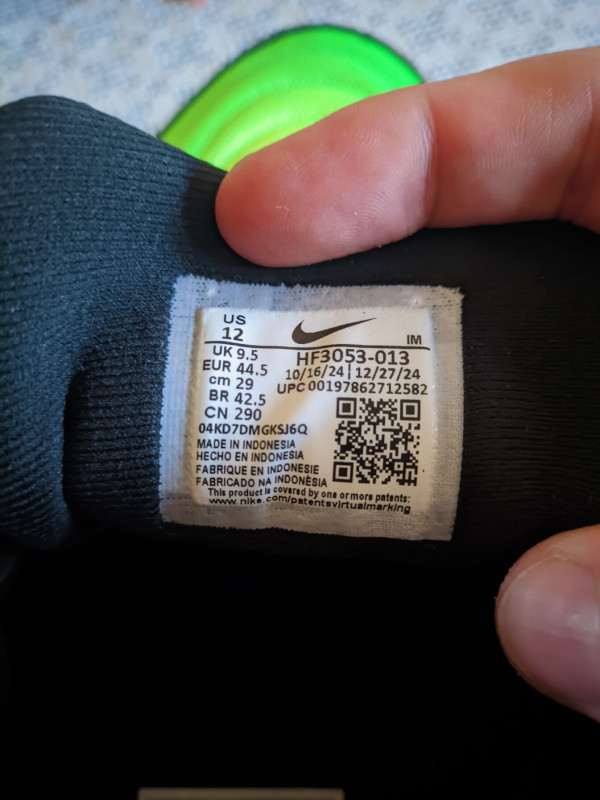 US
12
IM
UK 9.5
HF3053-013
EUR 44.5
10/16/24 | 12/27/24
cm 29
UPC 00197862712582
BR 42.5
CN 290
04KD7DMGKSJ6Q
MADE IN INDONESIA
HECHO EN INDONESIA
FABRIQUE EN INDONESIE
FABRICADO NA INDONÉSIA
This product is covered by one or more patents:
www.nike.com/patentsvirtualmarking